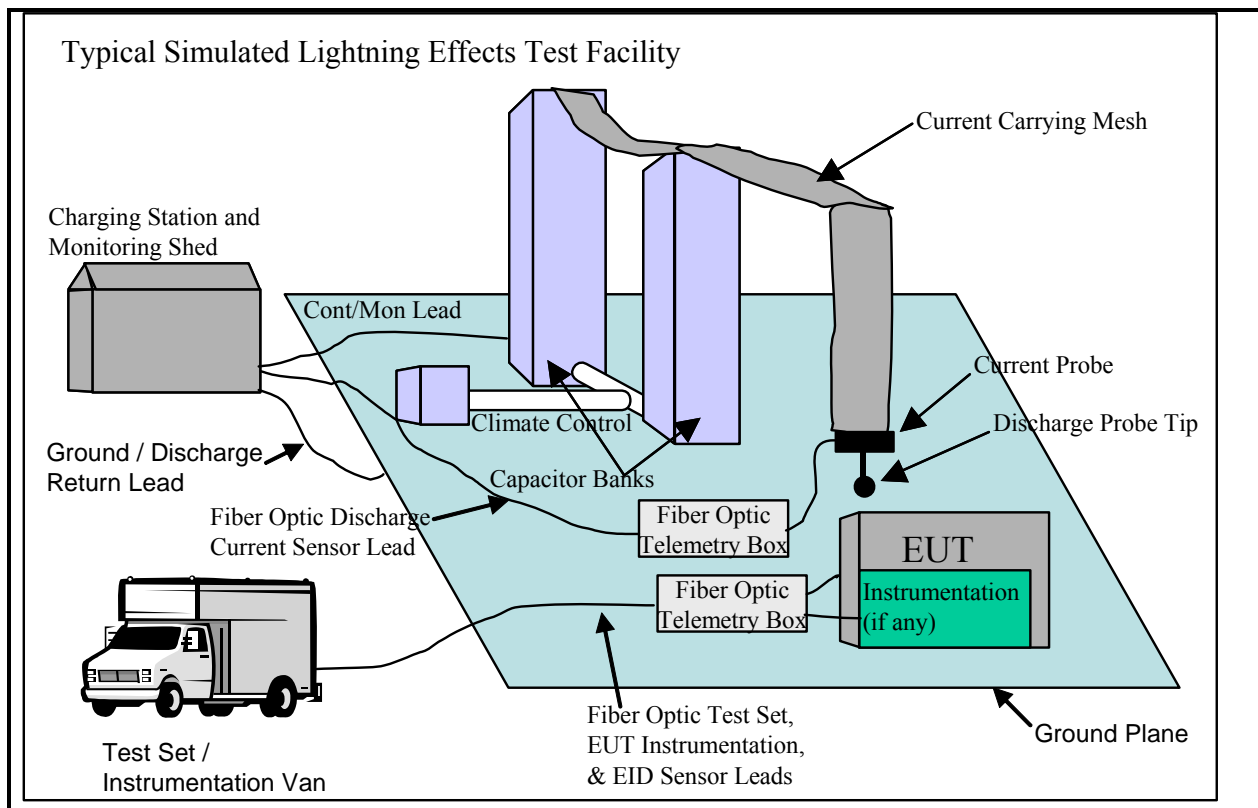 Typical Simulated Lightning Effects Test Facility
Current Carrying Mesh
Charging Station and
Monitoring Shed
Cont/Mon Lead
Current Probe
Climate Control
Discharge Probe Tip
Ground / Discharge
Return Lead
Capacitor Banks
Fiber Optic Discharge
Current Sensor Lead
Fiber Optic
Telemetry Box
EUT
Fiber Optic
Telemetry Box
Instrumentation
(if any)
Fiber Optic Test Set,
EUT Instrumentation,
& EID Sensor Leads
Ground Plane
Test Set /
Instrumentation Van